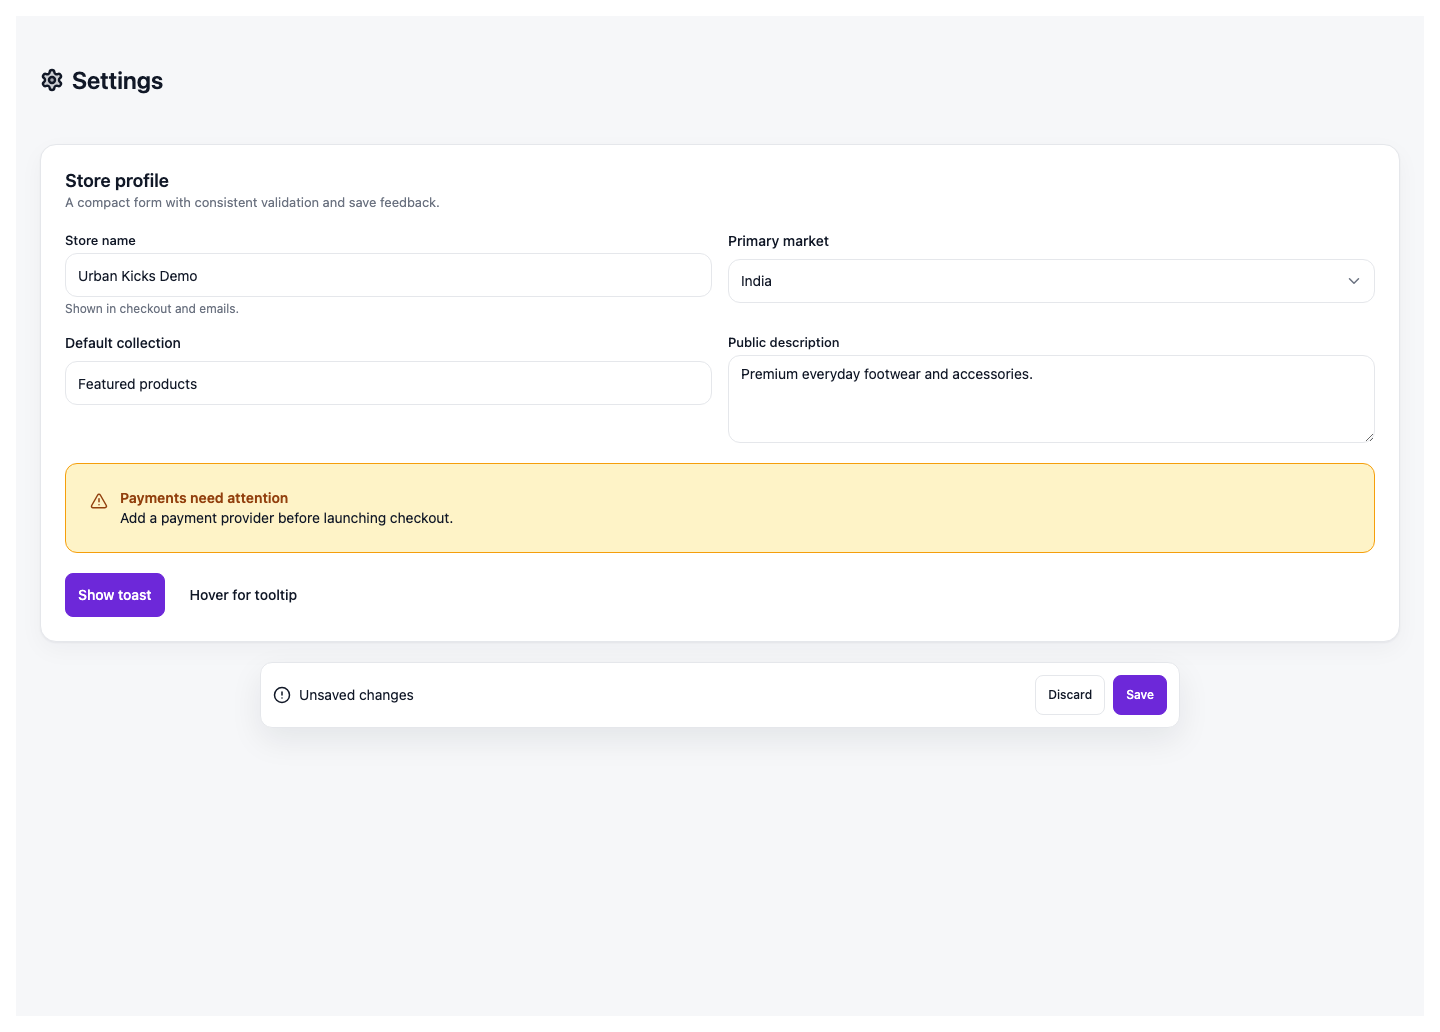 Settings
Store profile
A compact form with consistent validation and save feedback.
Store name
Urban Kicks Demo
Shown in checkout and emails.
Primary market
India
Default collection
Featured products
Public description
Premium everyday footwear and accessories.
Payments need attention
Add a payment provider before launching checkout.
Show toast
Hover for tooltip
Unsaved changes
Discard
Save